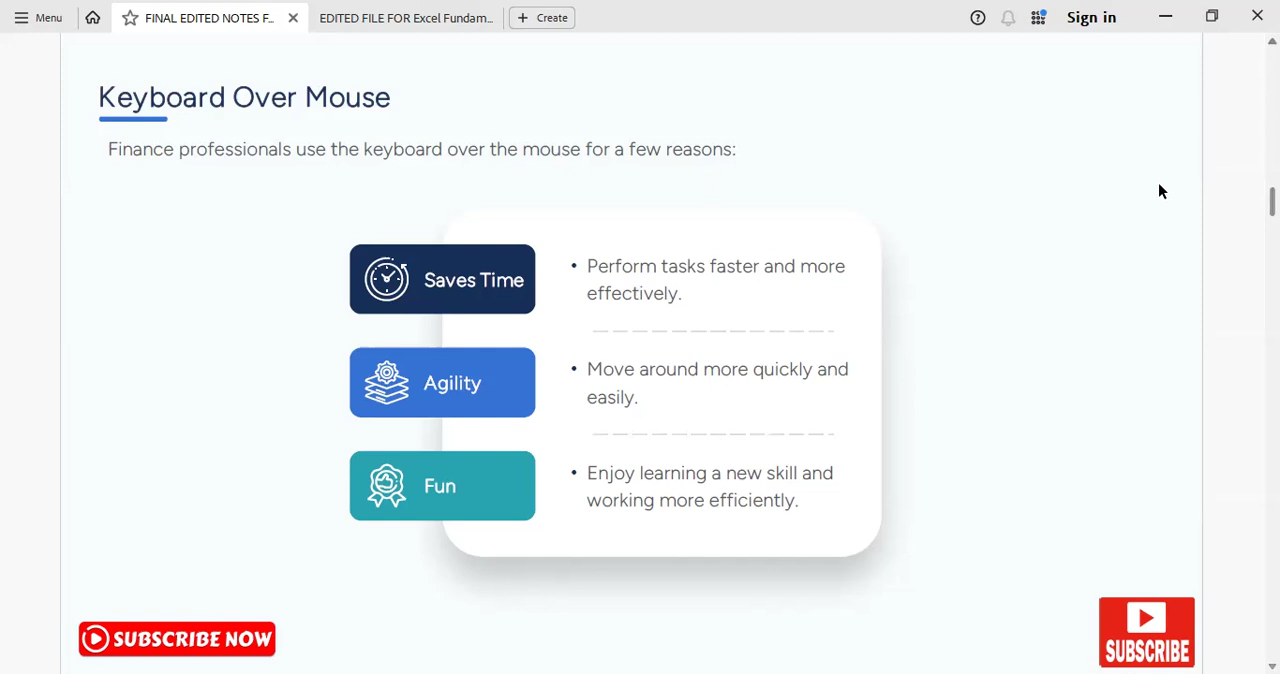 Menu
FINAL EDITED NOTES F...
EDITED FILE FOR Excel Fundam...
Create
Sign in
Keyboard Over Mouse
Finance professionals use the keyboard over the mouse for a few reasons:
Saves Time
• Perform tasks faster and more
effectively.
Agility
• Move around more quickly and
easily.
Fun
• Enjoy learning a new skill and
working more efficiently.
SUBSCRIBE NOW
SUBSCRIBE